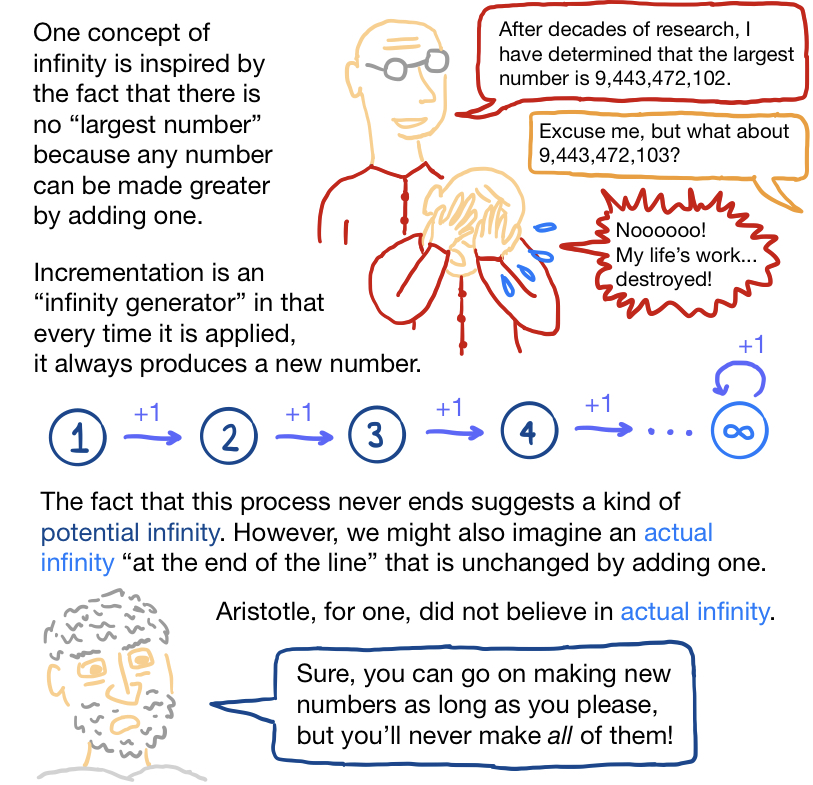 One concept of
infinity is inspired by
the fact that there is
no “largest number”
because any number
can be made greater
by adding one.
After decades of research, I
have determined that the largest
number is 9,443,472,102.
Excuse me, but what about
9,443,472,103?
Noooooo!
My life’s work...
destroyed!
Incrementation is an
“infinity generator” in that
every time it is applied,
it always produces a new number.
1 +1 2 +1 3 +1 4 +1 ... ∞ +1
The fact that this process never ends suggests a kind of
potential infinity. However, we might also imagine an actual
infinity “at the end of the line” that is unchanged by adding one.
Aristotle, for one, did not believe in actual infinity.
Sure, you can go on making new
numbers as long as you please,
but you’ll never make all of them!